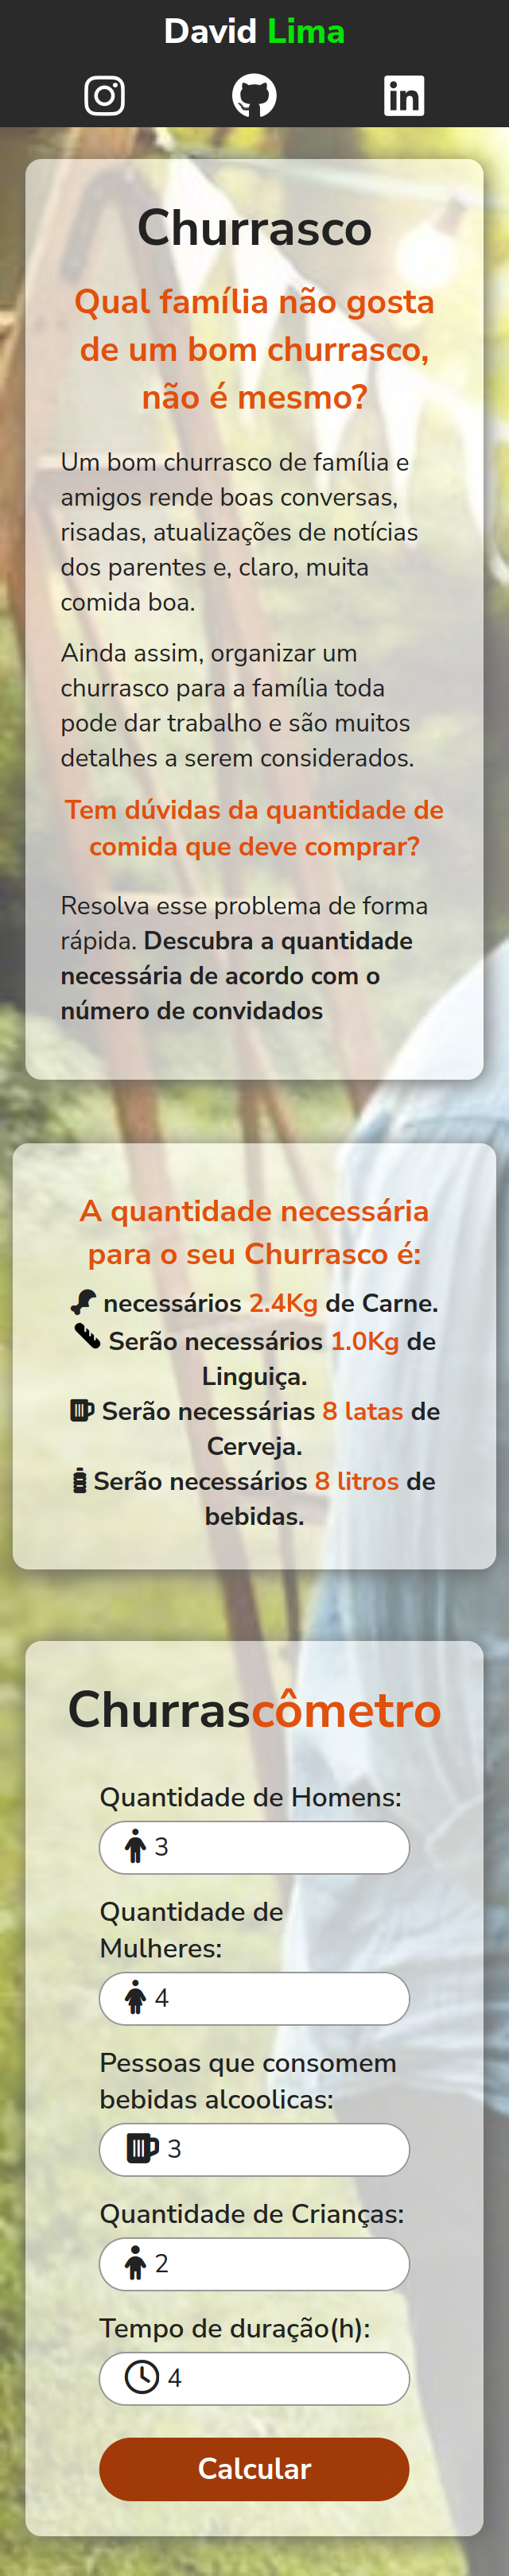 David Lima
Churrasco
Qual família não gosta
de um bom churrasco,
não é mesmo?
Um bom churrasco de família e
amigos rende boas conversas,
risadas, atualizações de notícias
dos parentes e, claro, muita
comida boa.
Ainda assim, organizar um
churrasco para a família toda
pode dar trabalho e são muitos
detalhes a serem considerados.
Tem dúvidas da quantidade de
comida que deve comprar?
Resolva esse problema de forma
rápida. Descubra a quantidade
necessária de acordo com o
número de convidados
A quantidade necessária
para o seu Churrasco é:
necessários 2.4Kg de Carne.
Serão necessários 1.0Kg de
Linguiça.
Serão necessárias 8 latas de
Cerveja.
Serão necessários 8 litros de
bebidas.
Churrascômetro
Quantidade de Homens:
3
Quantidade de
Mulheres:
4
Pessoas que consomem
bebidas alcoolicas:
3
Quantidade de Crianças:
2
Tempo de duração(h):
4
Calcular